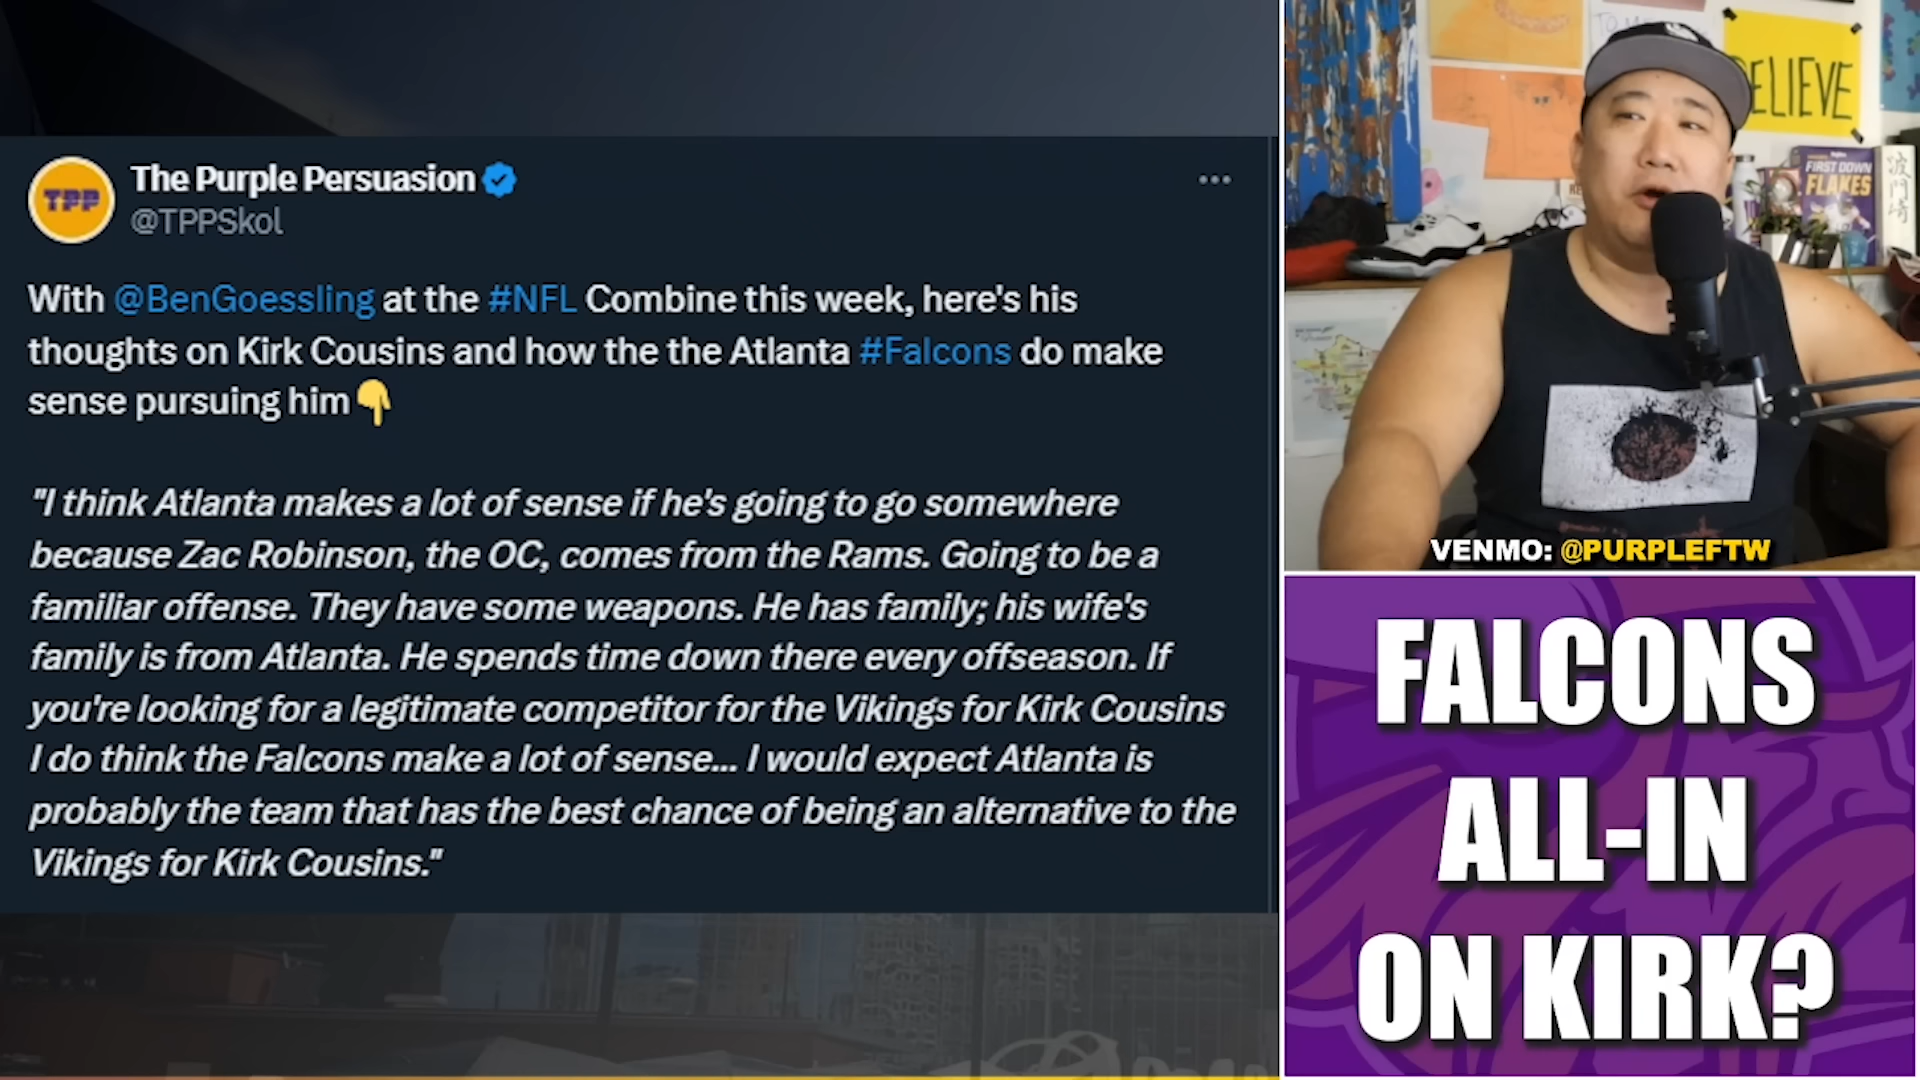 TPP
The Purple Persuasion
@TPPSkol
With @BenGoessling at the #NFL Combine this week, here's his
thoughts on Kirk Cousins and how the the Atlanta #Falcons do make
sense pursuing him👇
"I think Atlanta makes a lot of sense if he's going to go somewhere
because Zac Robinson, the OC, comes from the Rams. Going to be a
familiar offense. They have some weapons. He has family; his wife's
family is from Atlanta. He spends time down there every offseason. If
you're looking for a legitimate competitor for the Vikings for Kirk Cousins
I do think the Falcons make a lot of sense... I would expect Atlanta is
probably the team that has the best chance of being an alternative to the
Vikings for Kirk Cousins."
ELIEVE
FIRST DOWN
FLAKES
VENMO: @PURPLEFTW
FALCONS
ALL-IN
ON KIRK?